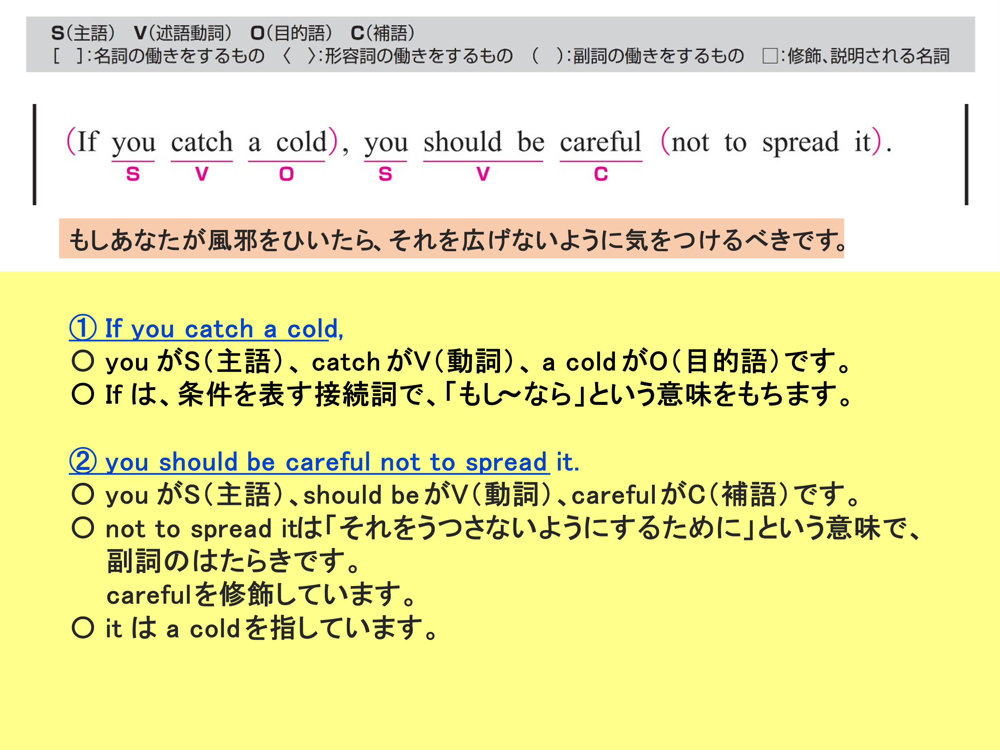 S(主語) V(述語動詞) O(目的語) C(補語)
[ ]:名詞の働きをするもの 〈 〉:形容詞の働きをするもの ( ):副詞の働きをするもの □:修飾、説明される名詞
(If you catch a cold), you should be careful (not to spread it).
S V O S V C
もしあなたが風邪をひいたら、それを広げないように気をつけるべきです。
① If you catch a cold,
○ you がS(主語)、catch がV(動詞)、a cold がO(目的語)です。
○ If は、条件を表す接続詞で、「もし～なら」という意味をもちます。
② you should be careful not to spread it.
○ you がS(主語)、should be がV(動詞)、careful がC(補語)です。
○ not to spread itは「それをうつさないようにするために」という意味で、
副詞のはたらきです。
carefulを修飾しています。
○ it は a coldを指しています。